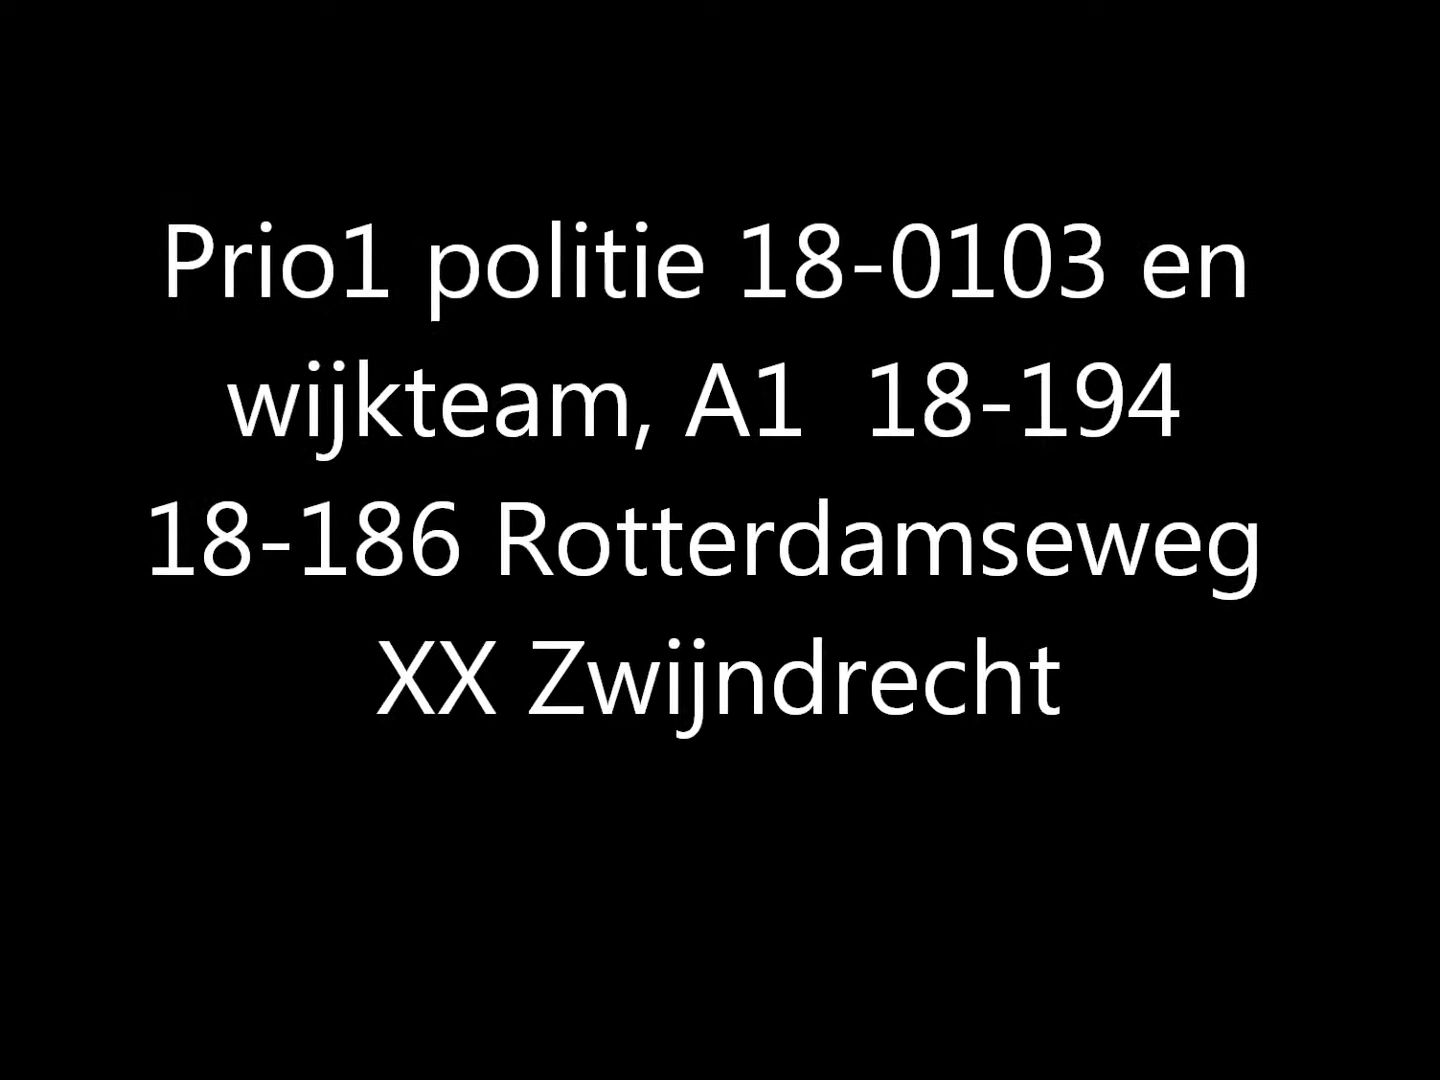 Prio1 politie 18-0103 en
wijkteam, A1  18-194
18-186 Rotterdamseweg
XX Zwijndrecht